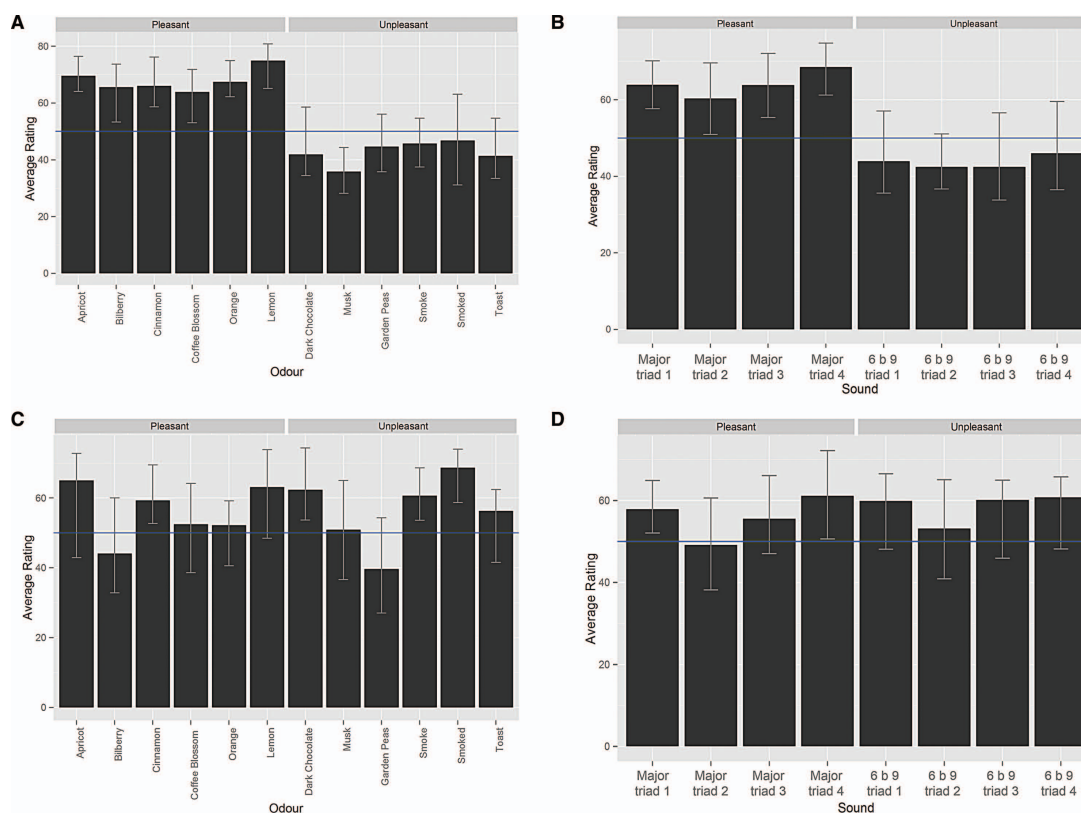 A
Pleasant
Unpleasant
80
60
40
20
0
Average Rating
Apricot
Bilberry
Cinnamon
Coffee Blossom
Orange
Lemon
Dark Chocolate
Musk
Garden Peas
Smoke
Smoked
Toast
Odour
B
Pleasant
Unpleasant
60
40
60
0
Average Rating
Major triad 1
Major triad 2
Major triad 3
Major triad 4
6 b 9 triad 1
6 b 9 triad 2
6 b 9 triad 3
6 b 9 triad 4
Sound
C
Pleasant
Unpleasant
60
40
20
0
Average Rating
Apricot
Bilberry
Cinnamon
Coffee Blossom
Orange
Lemon
Dark Chocolate
Musk
Garden Peas
Smoke
Smoked
Toast
Odour
D
Pleasant
Unpleasant
60
40
60
0
Average Rating
Major triad 1
Major triad 2
Major triad 3
Major triad 4
6 b 9 triad 1
6 b 9 triad 2
6 b 9 triad 3
6 b 9 triad 4
Sound